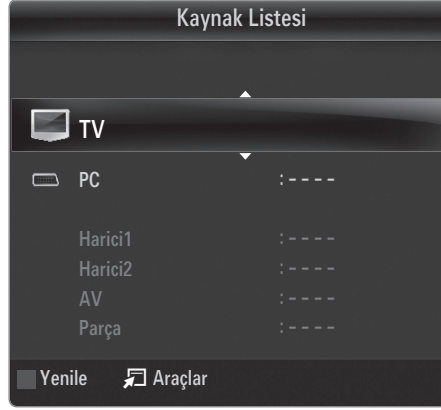 Kaynak Listesi
TV
PC : - - - -
Harici1 : - - - -
Harici2 : - - - -
AV : - - - -
Parça : - - - -
Yenile Araçlar